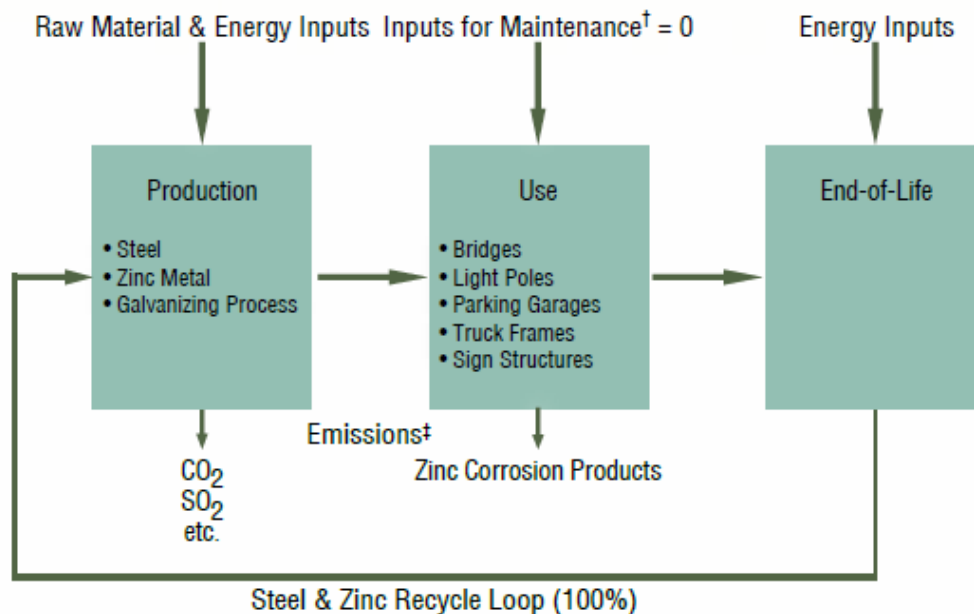 Raw Material & Energy Inputs
Inputs for Maintenance† = 0
Energy Inputs
Production
• Steel
• Zinc Metal
• Galvanizing Process
Use
• Bridges
• Light Poles
• Parking Garages
• Truck Frames
• Sign Structures
End-of-Life
Emissions‡
CO₂
SO₂
etc.
Zinc Corrosion Products
Steel & Zinc Recycle Loop (100%)